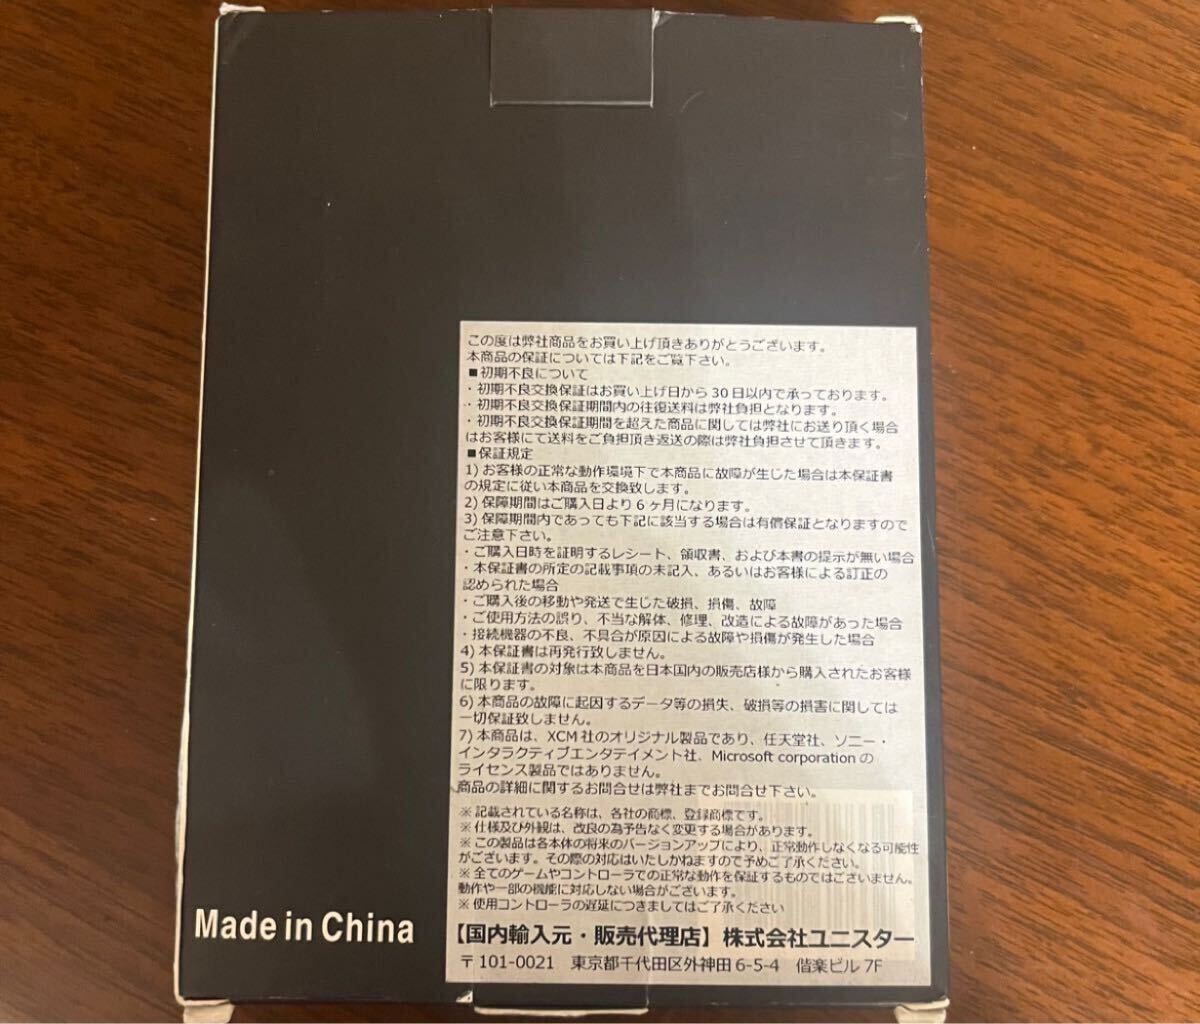 この度は弊社商品をお買い上げ頂きありがとうございます。
本商品の保証については下記をご覧下さい。
■初期不良について
・初期不良交換保証はお買い上げ日から 30 日以内で承っております。
・初期不良交換保証期間内の往復送料は弊社負担となります。
・初期不良交換保証期間を超えた商品に関しては弊社にお送り頂く場合
はお客様にて送料をご負担頂き返送の際は弊社負担させて頂きます。
■保証規定
1) お客様の正常な動作環境下で本商品に故障が生じた場合は本保証書
の規定に従い本商品を交換致します。
2) 保障期間はご購入日より 6 ヶ月になります。
3) 保障期間内であっても下記に該当する場合は有償保証となりますので
ご注意下さい。
・ご購入日時を証明するレシート、領収書、および本書の提示が無い場合
・本保証書の所定の記載事項の未記入、あるいはお客様による訂正の
認められた場合
・ご購入後の移動や発送で生じた破損、損傷、故障
・ご使用方法の誤り、不当な解体、修理、改造による故障があった場合
・接続機器の不良、不具合が原因による故障や損傷が発生した場合
4) 本保証書は再発行致しません。
5) 本保証書の対象は本商品を日本国内の販売店様から購入されたお客様
に限ります。
6) 本商品の故障に起因するデータ等の損失、破損等の損害に関しては
一切保証致しません。
7) 本商品は、XCM 社のオリジナル製品であり、任天堂社、ソニー・
インタラクティブエンタテイメント社、Microsoft corporation の
ライセンス製品ではありません。
商品の詳細に関するお問合せは弊社までお問合せ下さい。
※ 記載されている名称は、各社の商標、登録商標です。
※ 仕様及び外観は、改良の為予告なく変更する場合があります。
※ この製品は各本体の将来のバージョンアップにより、正常動作しなくなる可能性
がございます。その際の対応はいたしかねますので予めご了承ください。
※ 全てのゲームやコントローラでの正常な動作を保証するものではございません。
動作や一部の機能に対応しない場合がございます。
※ 使用コントローラの遅延につきましてはご了承ください
【国内輸入元・販売代理店】株式会社ユニスター
〒101-0021 東京都千代田区外神田 6-5-4 偕楽ビル 7F
Made in China